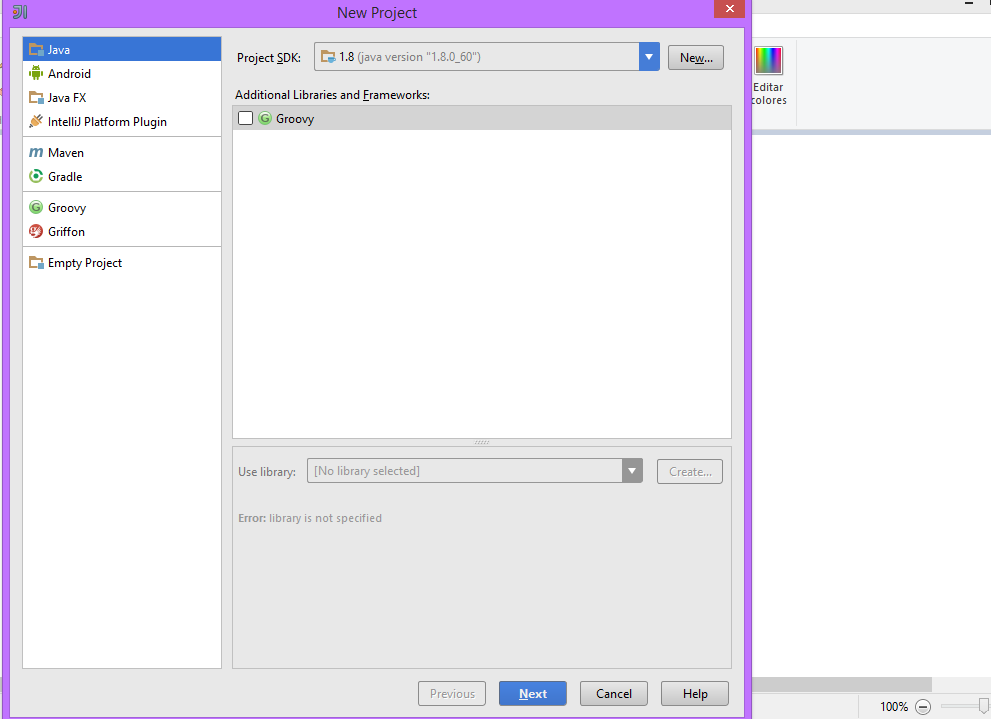 New Project
Java
Android
Java FX
IntelliJ Platform Plugin
Maven
Gradle
Groovy
Griffon
Empty Project
Project SDK: 1.8 (java version "1.8.0_60") New...
Additional Libraries and Frameworks:
Groovy
Use library: [No library selected] Create...
Error: library is not specified
Previous Next Cancel Help
Editar
colores
100%